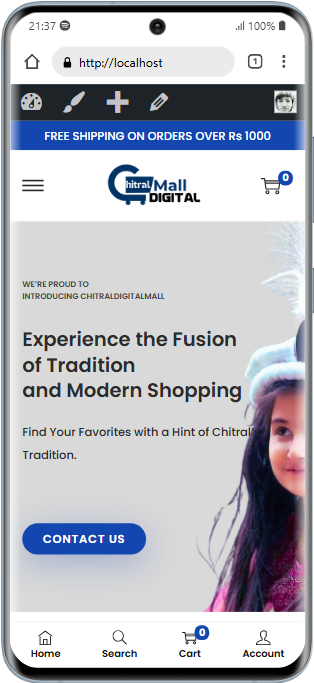 21:37
100%
http://localhost
1
FREE SHIPPING ON ORDERS OVER Rs 1000
Chitral Mall
DIGITAL
0
WE'RE PROUD TO
INTRODUCING CHITRALDIGITALMALL
Experience the Fusion
of Tradition
and Modern Shopping
Find Your Favorites with a Hint of Chitrali
Tradition.
CONTACT US
0
Home Search Cart Account